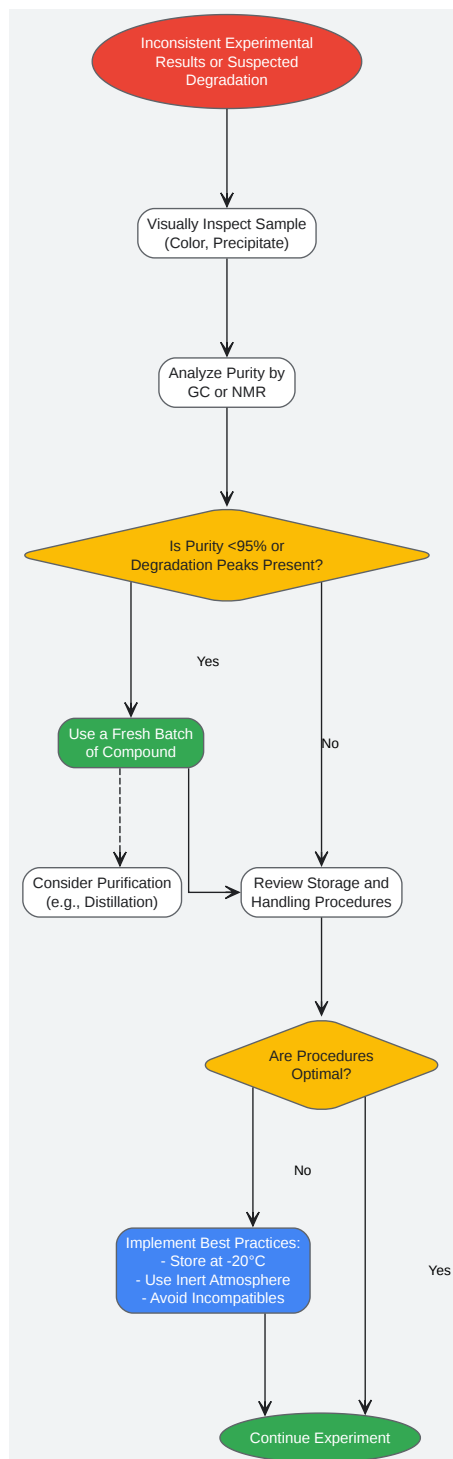 Inconsistent Experimental
Results or Suspected
Degradation
Visually Inspect Sample
(Color, Precipitate)
Analyze Purity by
GC or NMR
Is Purity <95% or
Degradation Peaks Present?
Yes
Use a Fresh Batch
of Compound
No
Consider Purification
(e.g., Distillation)
Review Storage and
Handling Procedures
Are Procedures
Optimal?
No
Implement Best Practices:
- Store at -20°C
- Use Inert Atmosphere
- Avoid Incompatibles
Yes
Continue Experiment